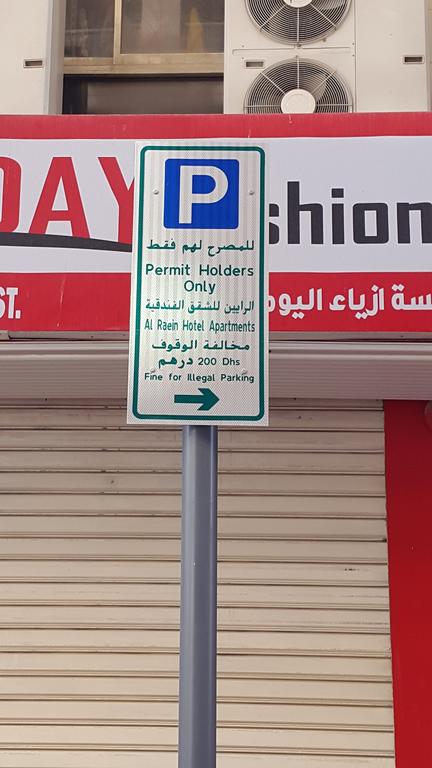 DAY
shion
ST.
سة ازياء اليوم
P
للمصرح لهم فقط
Permit Holders
Only
الرايين للشقق الفندقية
Al Raein Hotel Apartments
مخالفة الوقوف
200 Dhs درهم
Fine for Illegal Parking